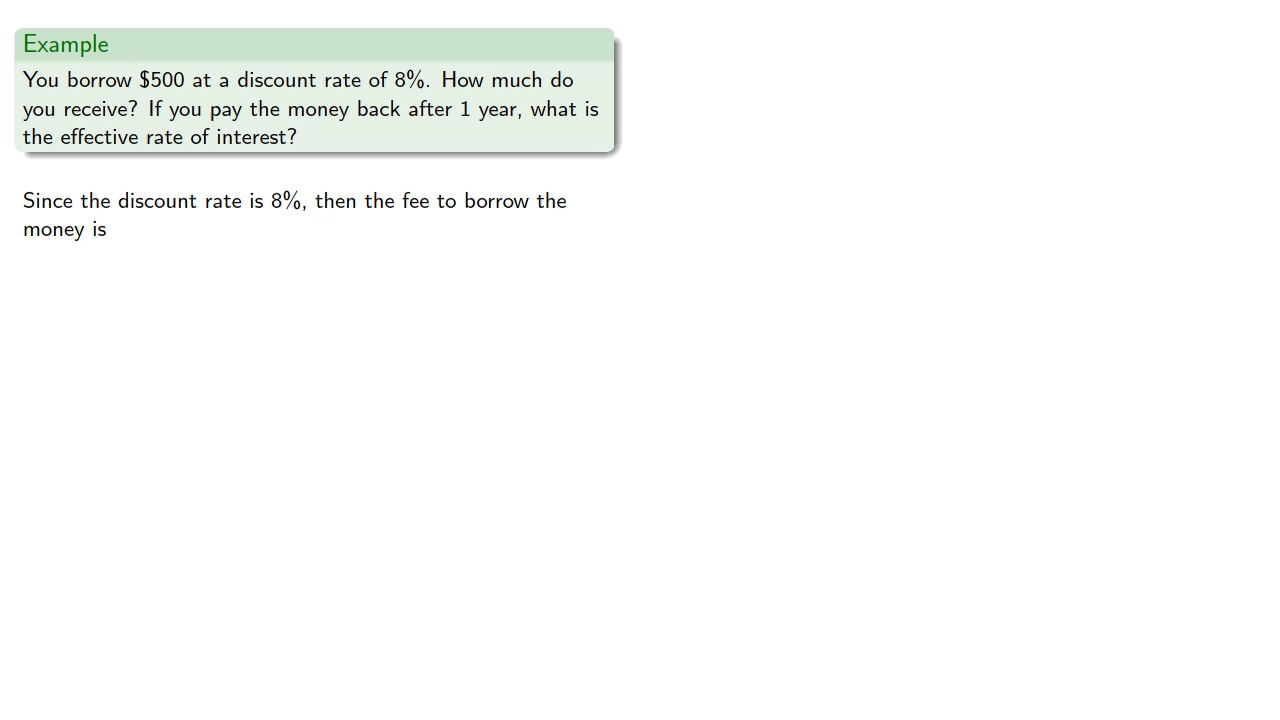 Example
You borrow $500 at a discount rate of 8%. How much do
you receive? If you pay the money back after 1 year, what is
the effective rate of interest?
Since the discount rate is 8%, then the fee to borrow the
money is